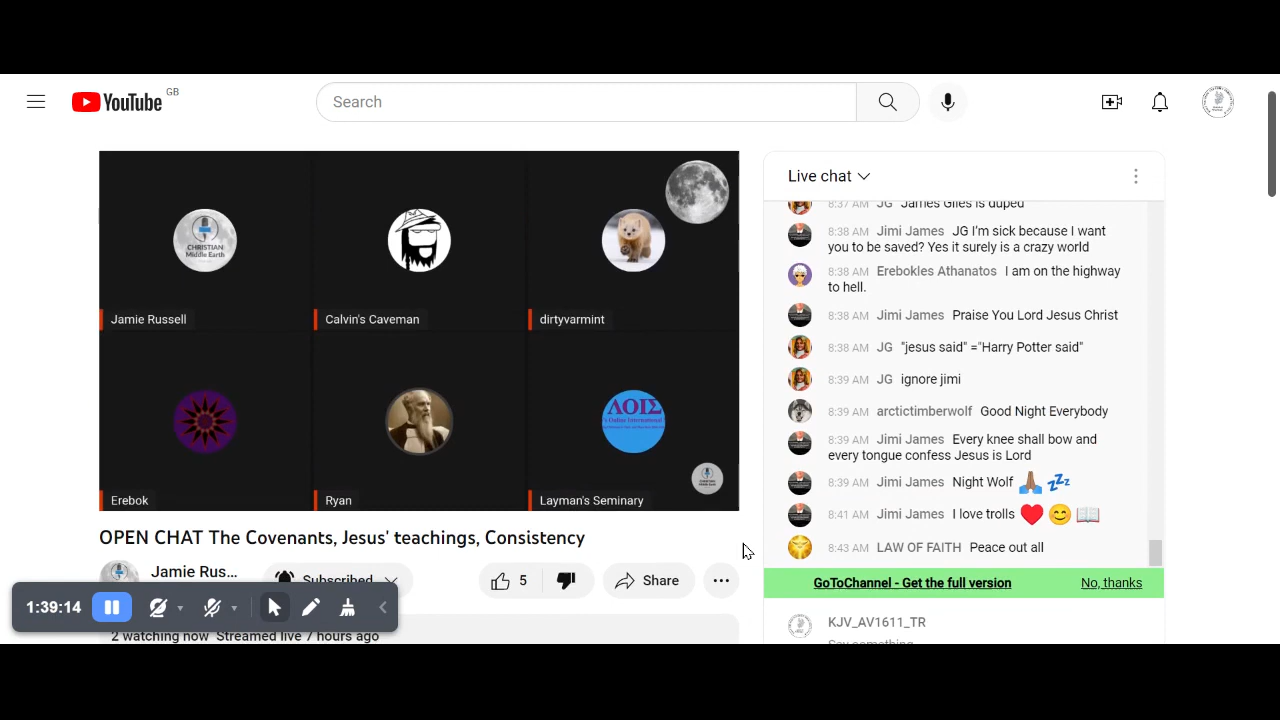 YouTube GB
Search
Live chat
8:37 AM JG James Giles is duped
8:38 AM Jimi James JG I'm sick because I want
you to be saved? Yes it surely is a crazy world
8:38 AM Erebokles Athanatos I am on the highway
to hell.
8:38 AM Jimi James Praise You Lord Jesus Christ
8:38 AM JG "jesus said" ="Harry Potter said"
8:39 AM JG ignore jimi
8:39 AM arctictimberwolf Good Night Everybody
8:39 AM Jimi James Every knee shall bow and
every tongue confess Jesus is Lord
8:39 AM Jimi James Night Wolf 🙏🏽 💤
8:41 AM Jimi James I love trolls ❤️ 😊 📖
8:43 AM LAW OF FAITH Peace out all
GoToChannel - Get the full version No, thanks
KJV_AV1611_TR
Say something...
CHRISTIAN
Middle Earth
Jamie Russell
Calvin's Caveman
dirtyvarmint
Erebok
Ryan
ΛΟΙΣ
Layman's Seminary
OPEN CHAT The Covenants, Jesus' teachings, Consistency
Jamie Rus...
Subscribed
5
Share
1:39:14
2 watching now Streamed live 7 hours ago